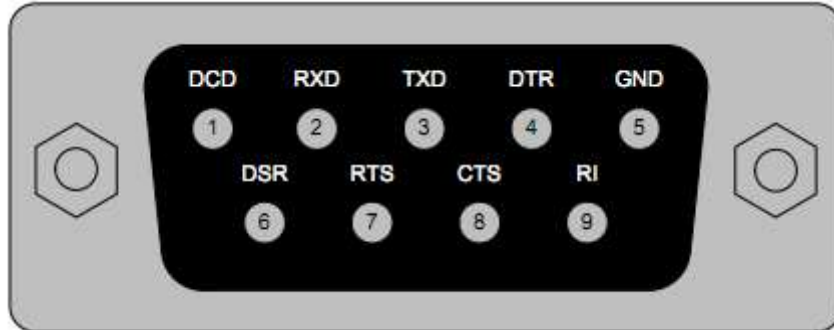 DCD RXD TXD DTR GND
1 2 3 4 5
DSR RTS CTS RI
6 7 8 9